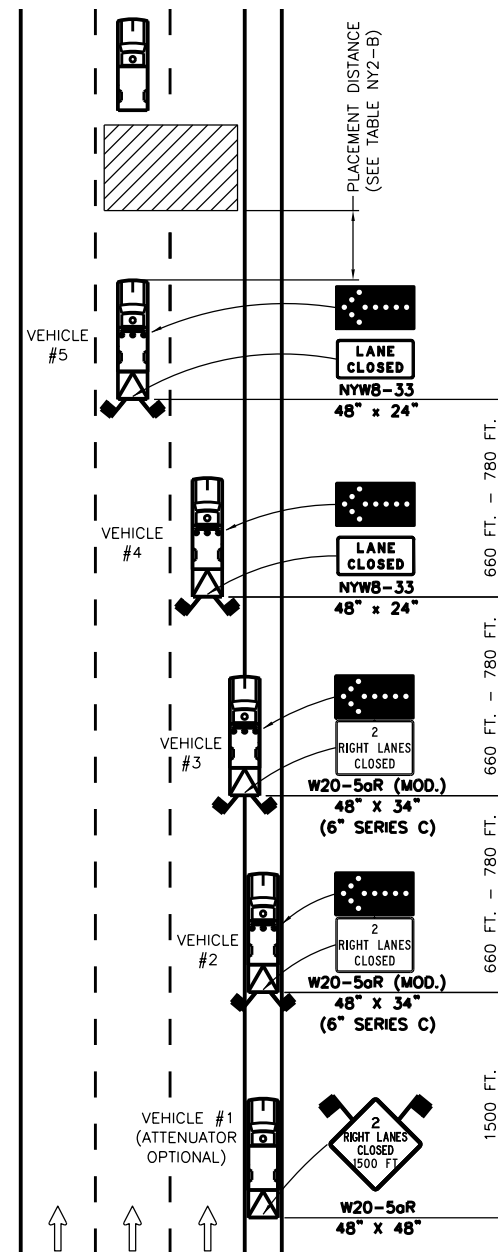 PLACEMENT DISTANCE
(SEE TABLE NY2-B)
VEHICLE
#5
LANE
CLOSED
NYW8-33
48" x 24"
660 FT. - 780 FT.
VEHICLE
#4
LANE
CLOSED
NYW8-33
48" x 24"
660 FT. - 780 FT.
VEHICLE
#3
2
RIGHT LANES
CLOSED
W20-5aR (MOD.)
48" X 34"
(6" SERIES C)
660 FT. - 780 FT.
VEHICLE
#2
2
RIGHT LANES
CLOSED
W20-5aR (MOD.)
48" X 34"
(6" SERIES C)
1500 FT.
VEHICLE #1
(ATTENUATOR
OPTIONAL)
2
RIGHT LANES
CLOSED
1500 FT.
W20-5aR
48" X 48"